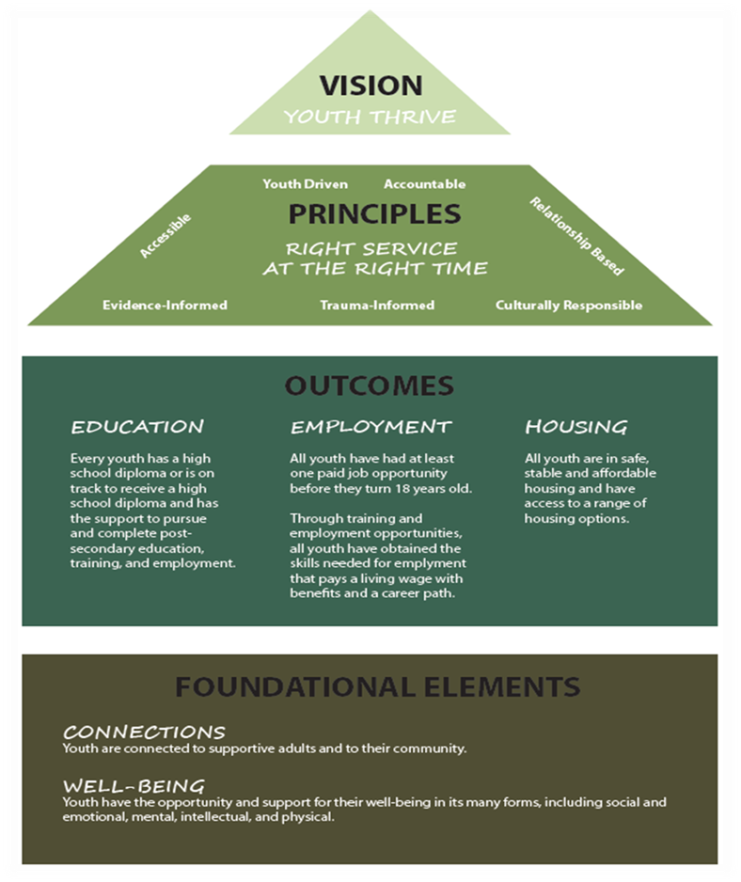 VISION
YOUTH THRIVE
Youth Driven Accountable
Accessible
PRINCIPLES
Relationship Based
RIGHT SERVICE
AT THE RIGHT TIME
Evidence-Informed Trauma-Informed Culturally Responsible
OUTCOMES
EDUCATION
Every youth has a high
school diploma or is on
track to receive a high
school diploma and has
the support to pursue
and complete post-
secondary education,
training, and employment.
EMPLOYMENT
All youth have had at least
one paid job opportunity
before they turn 18 years old.
Through training and
employment opportunities,
all youth have obtained the
skills needed for emplyment
that pays a living wage with
benefits and a career path.
HOUSING
All youth are in safe,
stable and affordable
housing and have
access to a range of
housing options.
FOUNDATIONAL ELEMENTS
CONNECTIONS
Youth are connected to supportive adults and to their community.
WELL-BEING
Youth have the opportunity and support for their well-being in its many forms, including social and
emotional, mental, intellectual, and physical.